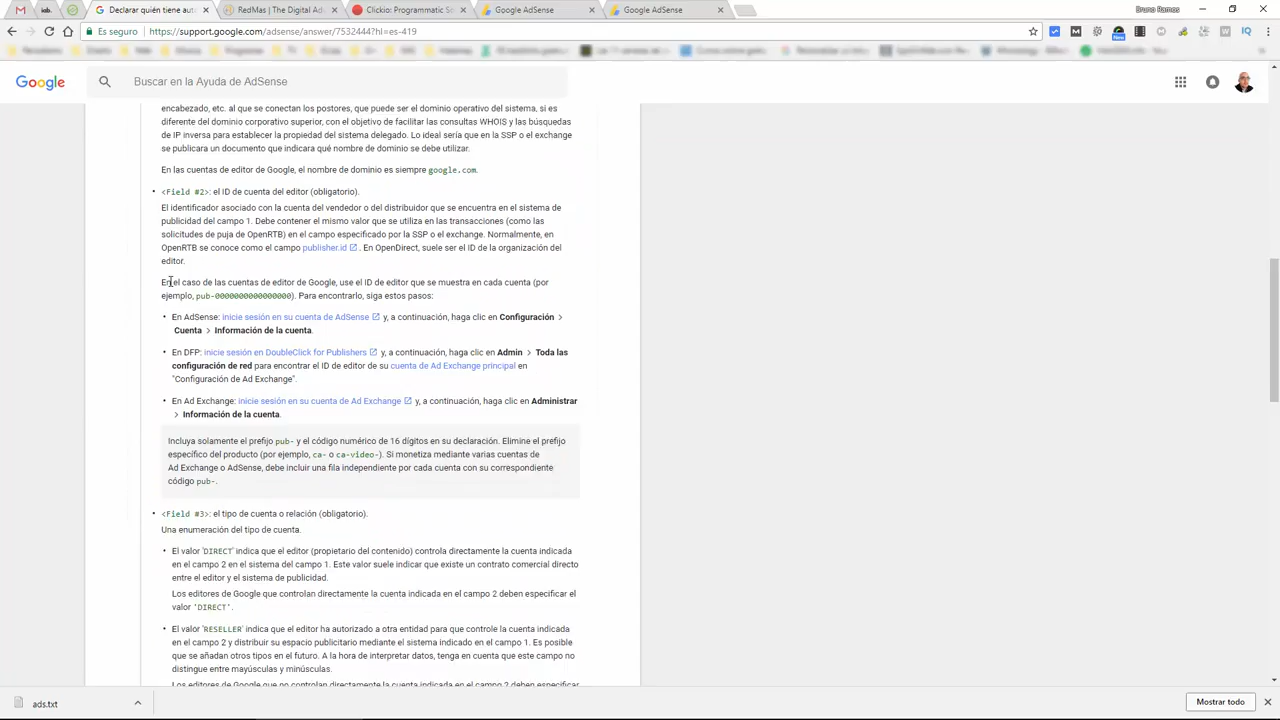 Declarar quién tiene aut
RedMas | The Digital Ad
Clickio: Programmatic Se
Google AdSense
Google AdSense
Bruno Ramos
Es seguro
https://support.google.com/adsense/answer/7532444?hl=es-419
Google
Buscar en la Ayuda de AdSense
encabezado, etc. al que se conectan los postores, que puede ser el dominio operativo del sistema, si es
diferente del dominio corporativo superior, con el objetivo de facilitar las consultas WHOIS y las búsquedas
de IP inversa para establecer la propiedad del sistema delegado. Lo ideal sería que en la SSP o el exchange
se publicara un documento que indicara qué nombre de dominio se debe utilizar.
En las cuentas de editor de Google, el nombre de dominio es siempre google.com.
• <Field #2>: el ID de cuenta del editor (obligatorio).
El identificador asociado con la cuenta del vendedor o del distribuidor que se encuentra en el sistema de
publicidad del campo 1. Debe contener el mismo valor que se utiliza en las transacciones (como las
solicitudes de puja de OpenRTB) en el campo especificado por la SSP o el exchange. Normalmente, en
OpenRTB se conoce como el campo publisher.id . En OpenDirect, suele ser el ID de la organización del
editor.
En el caso de las cuentas de editor de Google, use el ID de editor que se muestra en cada cuenta (por
ejemplo, pub-0000000000000000). Para encontrarlo, siga estos pasos:
• En AdSense: inicie sesión en su cuenta de AdSense y, a continuación, haga clic en Configuración >
Cuenta > Información de la cuenta.
• En DFP: inicie sesión en DoubleClick for Publishers y, a continuación, haga clic en Admin > Toda las
configuración de red para encontrar el ID de editor de su cuenta de Ad Exchange principal en
"Configuración de Ad Exchange".
• En Ad Exchange: inicie sesión en su cuenta de Ad Exchange y, a continuación, haga clic en Administrar
> Información de la cuenta.
Incluya solamente el prefijo pub- y el código numérico de 16 dígitos en su declaración. Elimine el prefijo
específico del producto (por ejemplo, ca- o ca-video-). Si monetiza mediante varias cuentas de
Ad Exchange o AdSense, debe incluir una fila independiente por cada cuenta con su correspondiente
código pub-.
• <Field #3>: el tipo de cuenta o relación (obligatorio).
Una enumeración del tipo de cuenta.
• El valor 'DIRECT' indica que el editor (propietario del contenido) controla directamente la cuenta indicada
en el campo 2 en el sistema del campo 1. Este valor suele indicar que existe un contrato comercial directo
entre el editor y el sistema de publicidad.
Los editores de Google que controlan directamente la cuenta indicada en el campo 2 deben especificar el
valor 'DIRECT'.
• El valor 'RESELLER' indica que el editor ha autorizado a otra entidad para que controle la cuenta indicada
en el campo 2 y distribuir su espacio publicitario mediante el sistema indicado en el campo 1. Es posible
que se añadan otros tipos en el futuro. A la hora de interpretar datos, tenga en cuenta que este campo no
distingue entre mayúsculas y minúsculas.
Los editores de Google que no controlan directamente la cuenta indicada en el campo 2 deben especificar
ads.txt
Mostrar todo